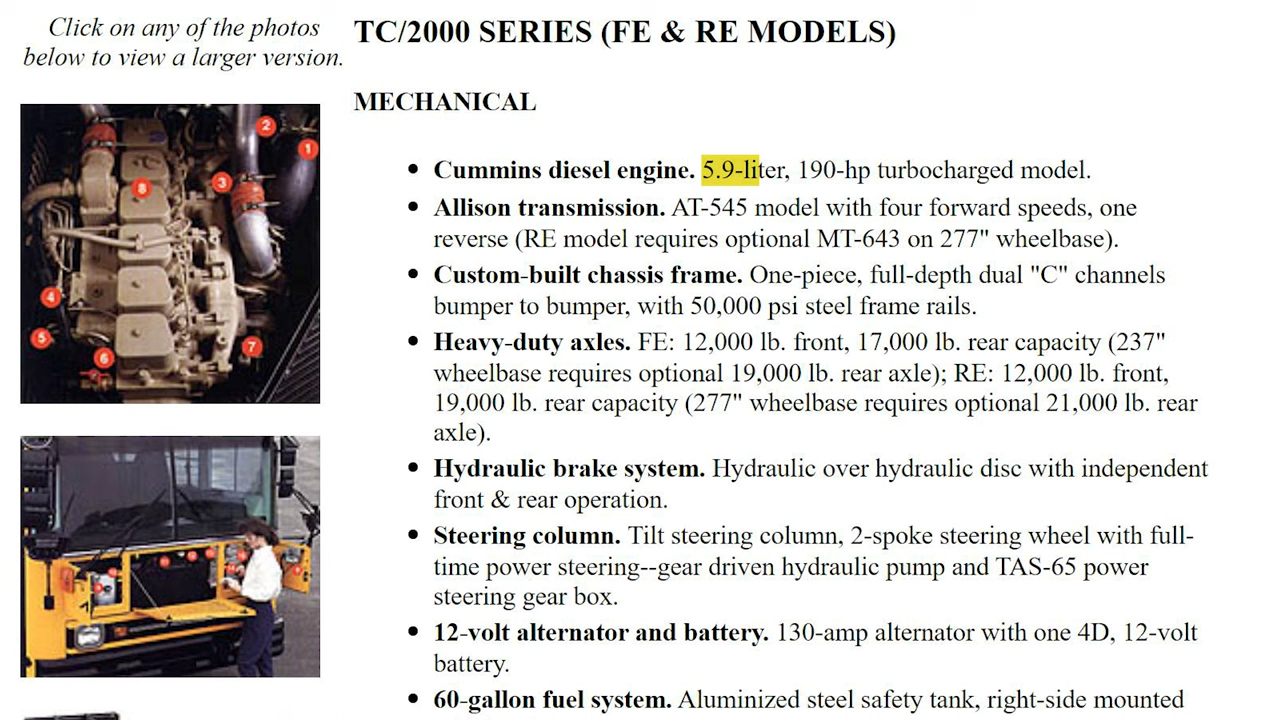 Click on any of the photos
below to view a larger version.
TC/2000 SERIES (FE & RE MODELS)
MECHANICAL
• Cummins diesel engine. 5.9-liter, 190-hp turbocharged model.
• Allison transmission. AT-545 model with four forward speeds, one
reverse (RE model requires optional MT-643 on 277" wheelbase).
• Custom-built chassis frame. One-piece, full-depth dual "C" channels
bumper to bumper, with 50,000 psi steel frame rails.
• Heavy-duty axles. FE: 12,000 lb. front, 17,000 lb. rear capacity (237"
wheelbase requires optional 19,000 lb. rear axle); RE: 12,000 lb. front,
19,000 lb. rear capacity (277" wheelbase requires optional 21,000 lb. rear
axle).
• Hydraulic brake system. Hydraulic over hydraulic disc with independent
front & rear operation.
• Steering column. Tilt steering column, 2-spoke steering wheel with full-
time power steering--gear driven hydraulic pump and TAS-65 power
steering gear box.
• 12-volt alternator and battery. 130-amp alternator with one 4D, 12-volt
battery.
• 60-gallon fuel system. Aluminized steel safety tank, right-side mounted
2
1
3
8
4
5
6
7